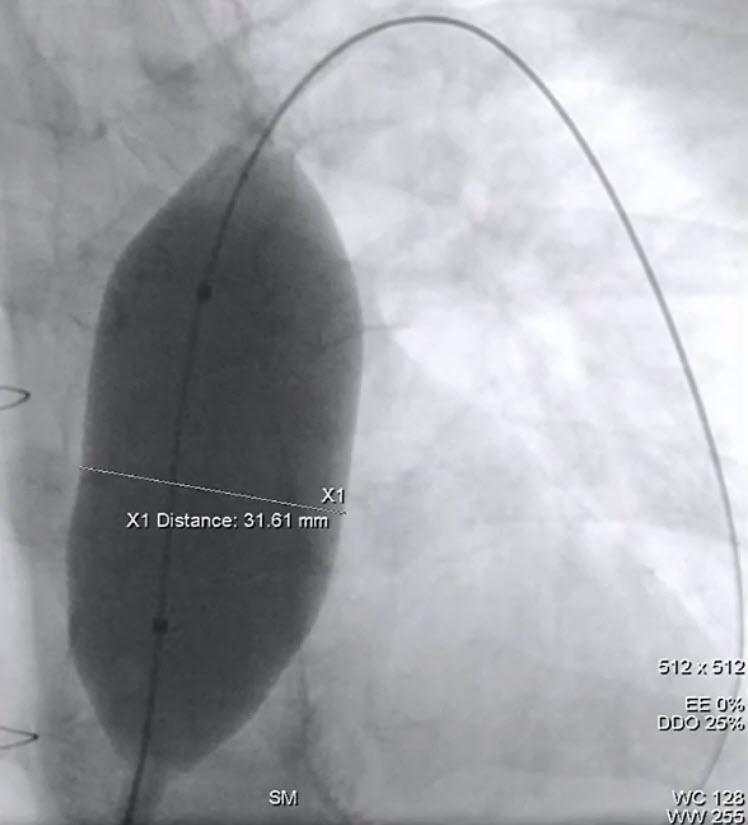 X1
X1 Distance: 31.61 mm
512 x 512
EE 0%
DDO 25%
SM
WC 128
WW 255